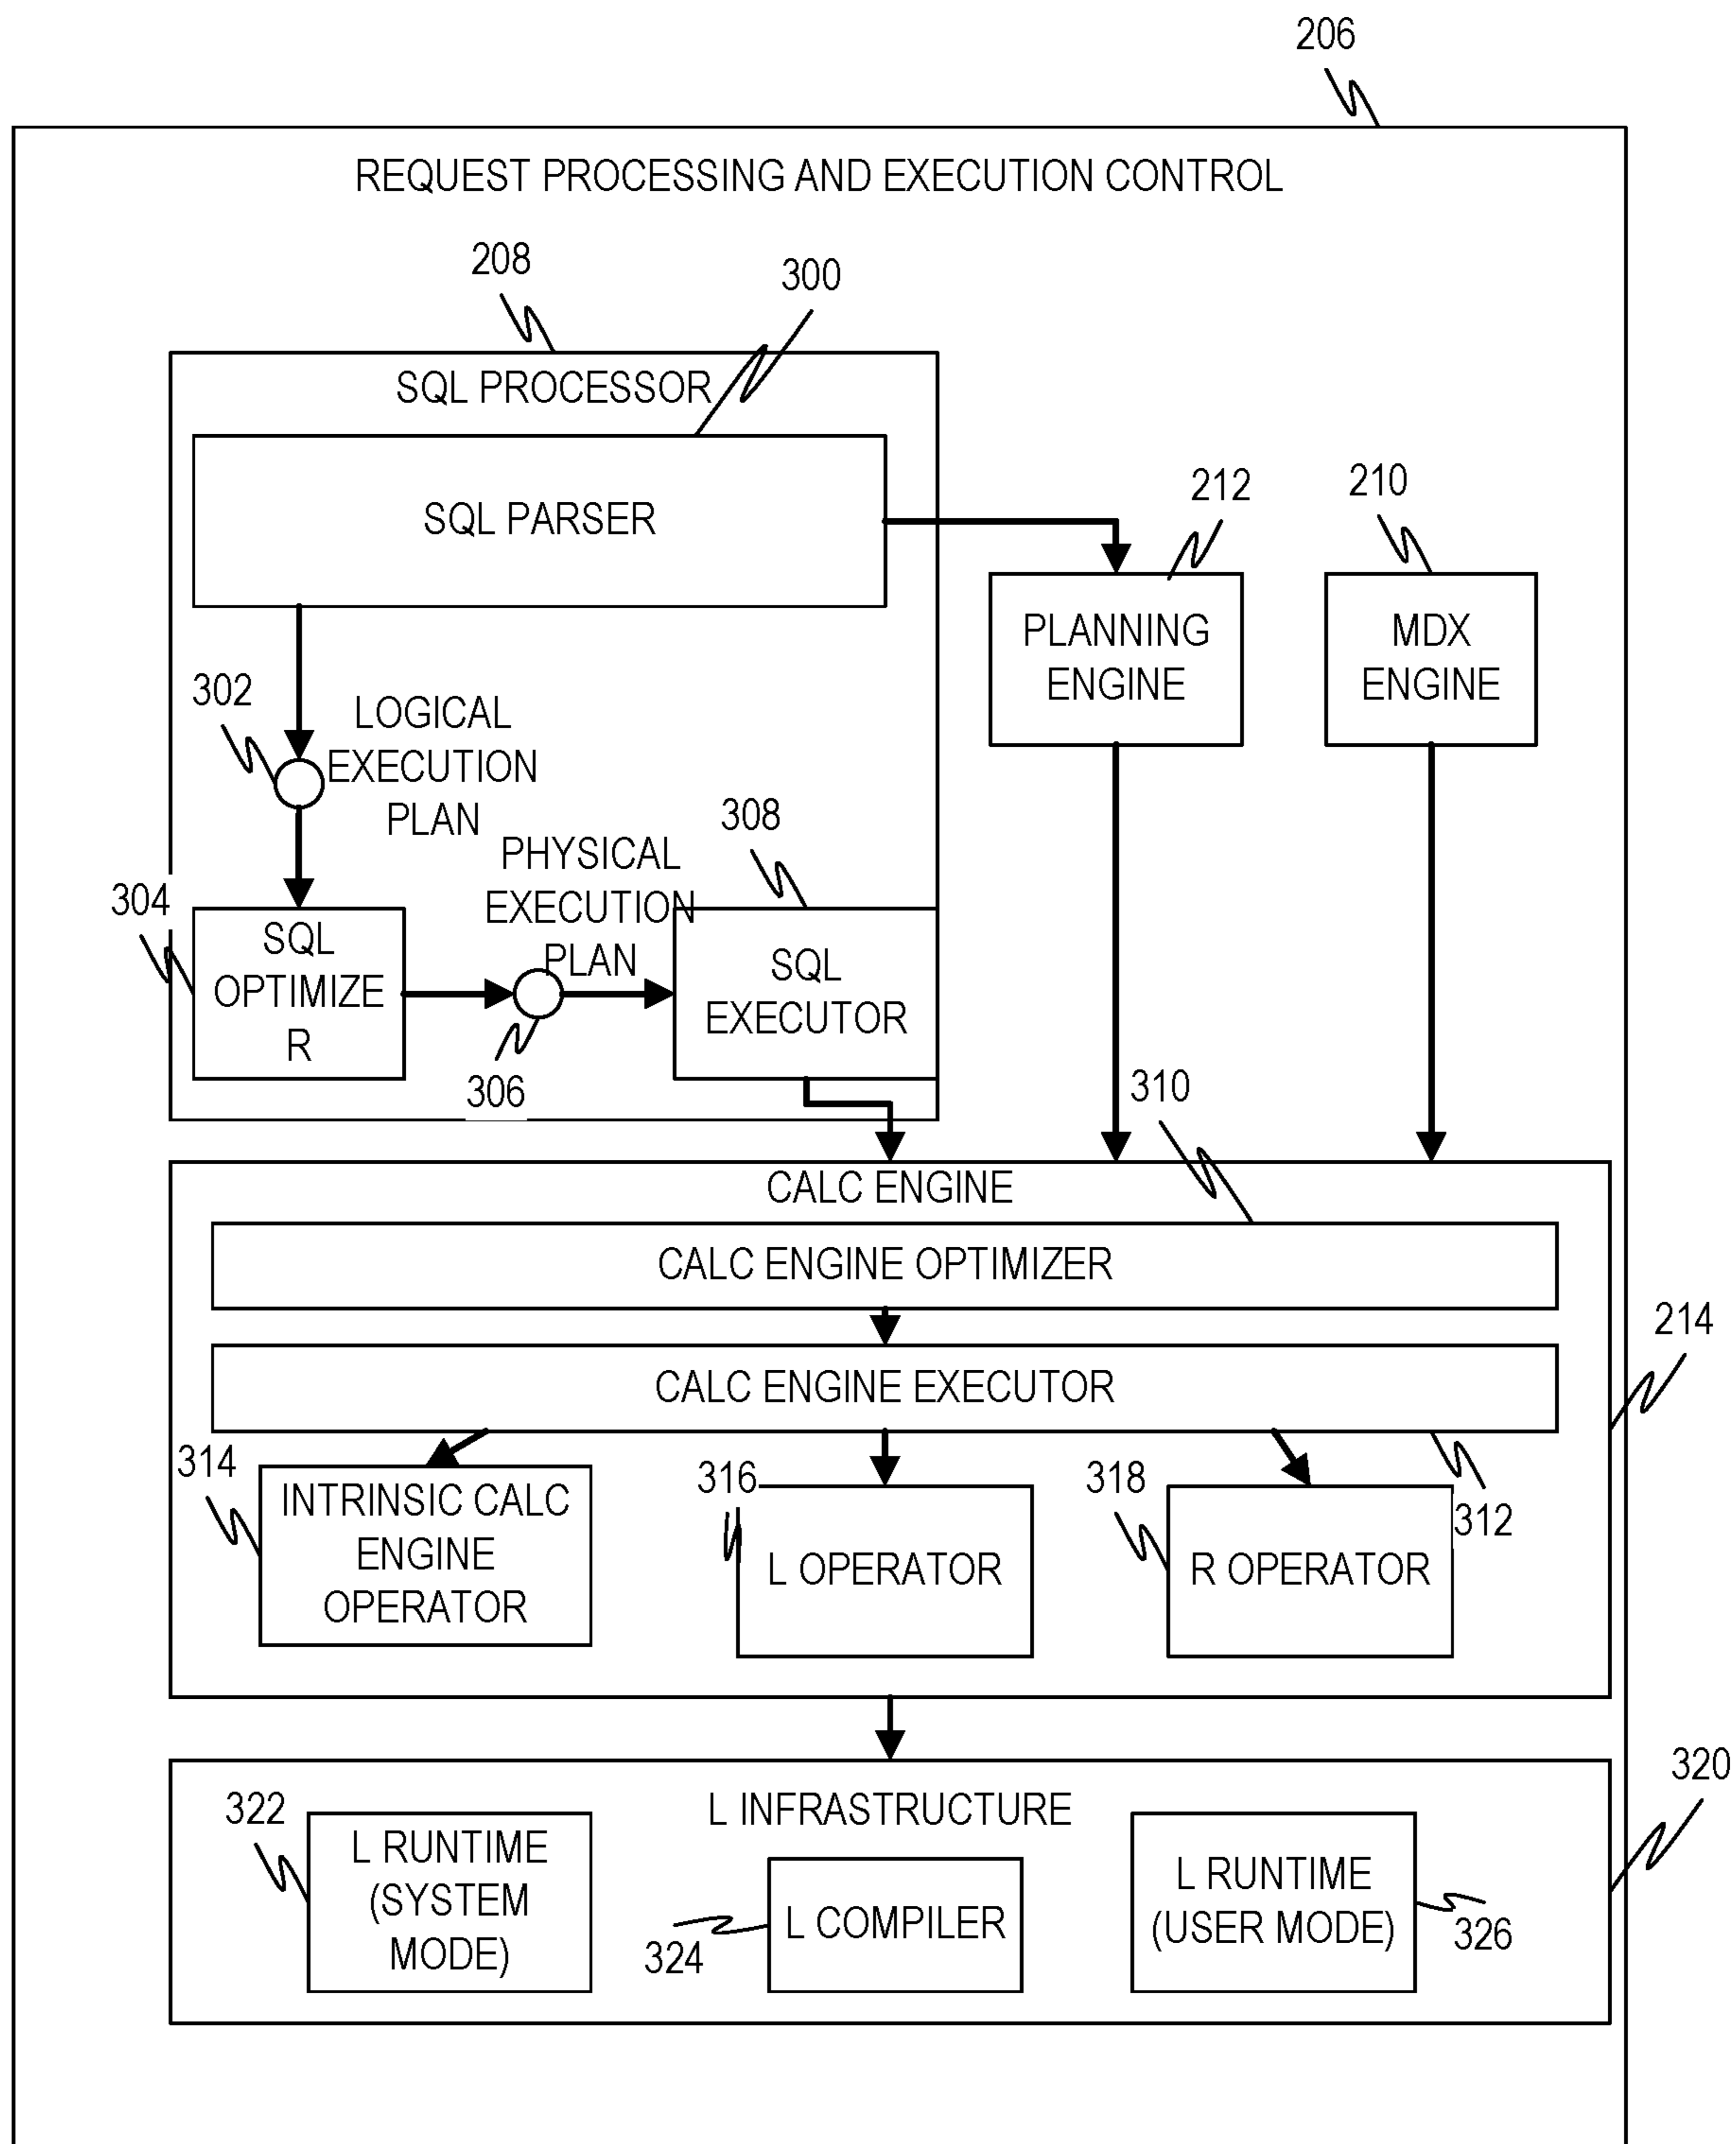 206
REQUEST PROCESSING AND EXECUTION CONTROL
208
300
SQL PROCESSOR
SQL PARSER
212
210
PLANNING
ENGINE
MDX
ENGINE
302
LOGICAL
EXECUTION
PLAN
308
PHYSICAL
EXECUTION
PLAN
304
SQL
OPTIMIZE
R
SQL
EXECUTOR
306
310
CALC ENGINE
CALC ENGINE OPTIMIZER
214
CALC ENGINE EXECUTOR
314
INTRINSIC CALC
ENGINE
OPERATOR
316
L OPERATOR
318
R OPERATOR
312
320
L INFRASTRUCTURE
322
L RUNTIME
(SYSTEM
MODE)
L COMPILER
324
L RUNTIME
(USER MODE)
326